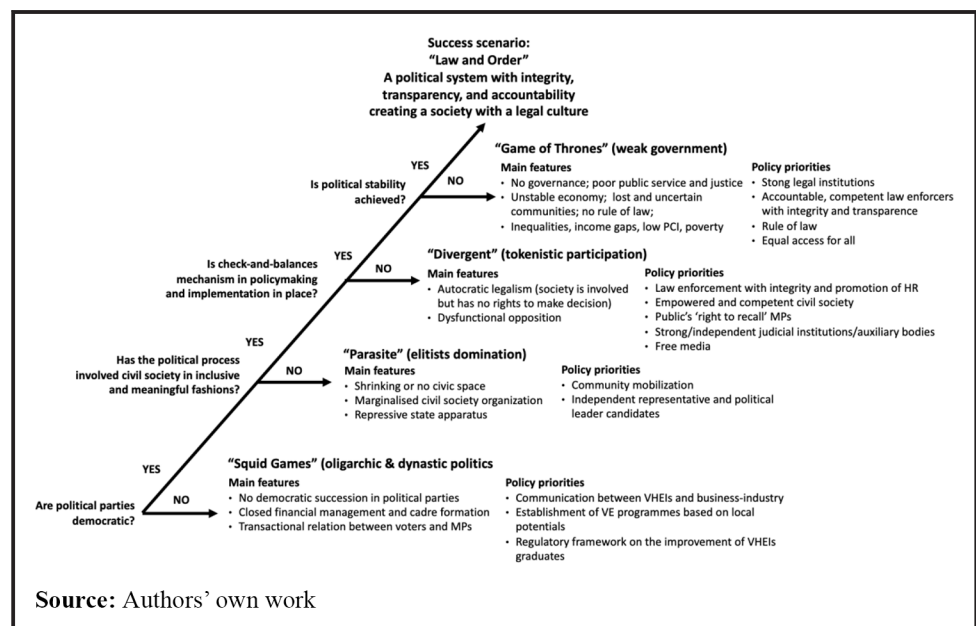 Success scenario:
"Law and Order"
A political system with integrity,
transparency, and accountability
creating a society with a legal culture
YES
NO
Is political stability
achieved?
"Game of Thrones" (weak government)
Main features
• No governance; poor public service and justice
• Unstable economy; lost and uncertain
communities; no rule of law;
• Inequalities, income gaps, low PCI, poverty
Policy priorities
• Stong legal institutions
• Accountable, competent law enforcers
with integrity and transparence
• Rule of law
• Equal access for all
YES
NO
Is check-and-balances
mechanism in policymaking
and implementation in place?
"Divergent" (tokenistic participation)
Main features
• Autocratic legalism (society is involved
but has no rights to make decision)
• Dysfunctional opposition
Policy priorities
• Law enforcement with integrity and promotion of HR
• Empowered and competent civil society
• Public's 'right to recall' MPs
• Strong/independent judicial institutions/auxiliary bodies
• Free media
YES
NO
Has the political process
involved civil society in inclusive
and meaningful fashions?
"Parasite" (elitists domination)
Main features
• Shrinking or no civic space
• Marginalised civil society organization
• Repressive state apparatus
Policy priorities
• Community mobilization
• Independent representative and political
leader candidates
YES
NO
Are political parties
democratic?
"Squid Games" (oligarchic & dynastic politics
Main features
• No democratic succession in political parties
• Closed financial management and cadre formation
• Transactional relation between voters and MPs
Policy priorities
• Communication between VHEIs and business-industry
• Establishment of VE programmes based on local
potentials
• Regulatory framework on the improvement of VHEIs
graduates
Source: Authors' own work